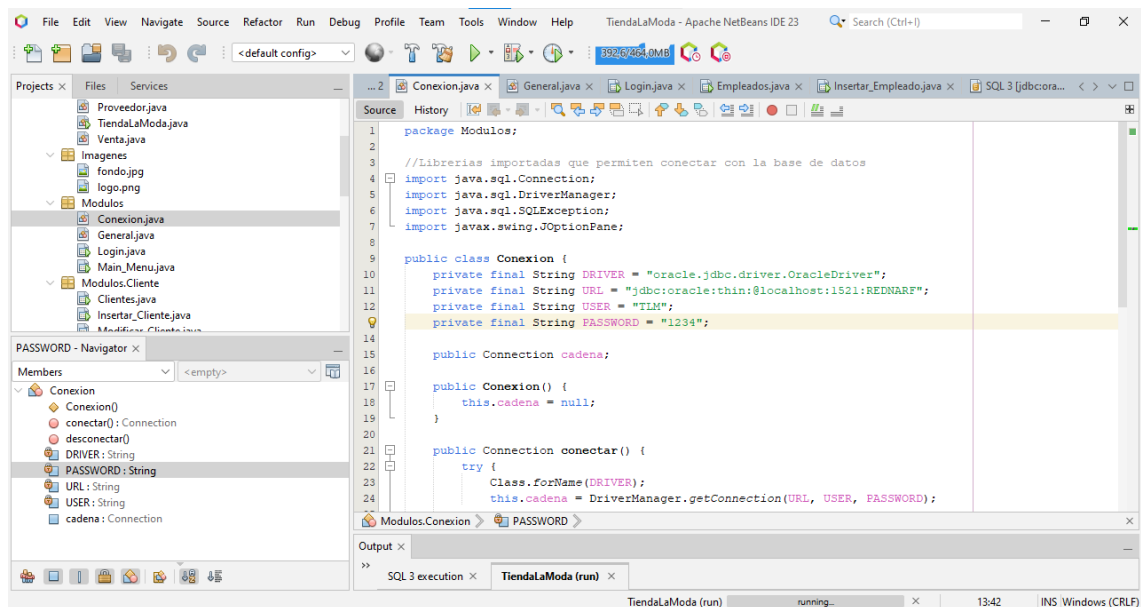 File Edit View Navigate Source Refactor Run Debug Profile Team Tools Window Help TiendaLaModa - Apache NetBeans IDE 23 Search (Ctrl+I)
<default config> 392,6/464,0MB
Projects Files Services
Proveedor.java
TiendaLaModa.java
Venta.java
Imagenes
fondo.jpg
logo.png
Modulos
Conexion.java
General.java
Login.java
Main_Menu.java
Modulos.Cliente
Clientes.java
Insertar_Cliente.java
Modificar_Cliente.java
PASSWORD - Navigator
Members <empty>
Conexion
Conexion()
conectar() : Connection
desconectar()
DRIVER : String
PASSWORD : String
URL : String
USER : String
cadena : Connection
... 2 Conexion.java General.java Login.java Empleados.java Insertar_Empleado.java SQL 3 [jdbc:ora...
Source History
1 package Modulos;
2
3 //Librerias importadas que permiten conectar con la base de datos
4 import java.sql.Connection;
5 import java.sql.DriverManager;
6 import java.sql.SQLException;
7 import javax.swing.JOptionPane;
8
9 public class Conexion {
10 private final String DRIVER = "oracle.jdbc.driver.OracleDriver";
11 private final String URL = "jdbc:oracle:thin:@localhost:1521:REDNARF";
12 private final String USER = "TLM";
private final String PASSWORD = "1234";
14
15 public Connection cadena;
16
17 public Conexion() {
18 this.cadena = null;
19 }
20
21 public Connection conectar() {
22 try {
23 Class.forName(DRIVER);
24 this.cadena = DriverManager.getConnection(URL, USER, PASSWORD);
Modulos.Conexion PASSWORD
Output
SQL 3 execution TiendaLaModa (run)
TiendaLaModa (run) running... 13:42 INS Windows (CRLF)